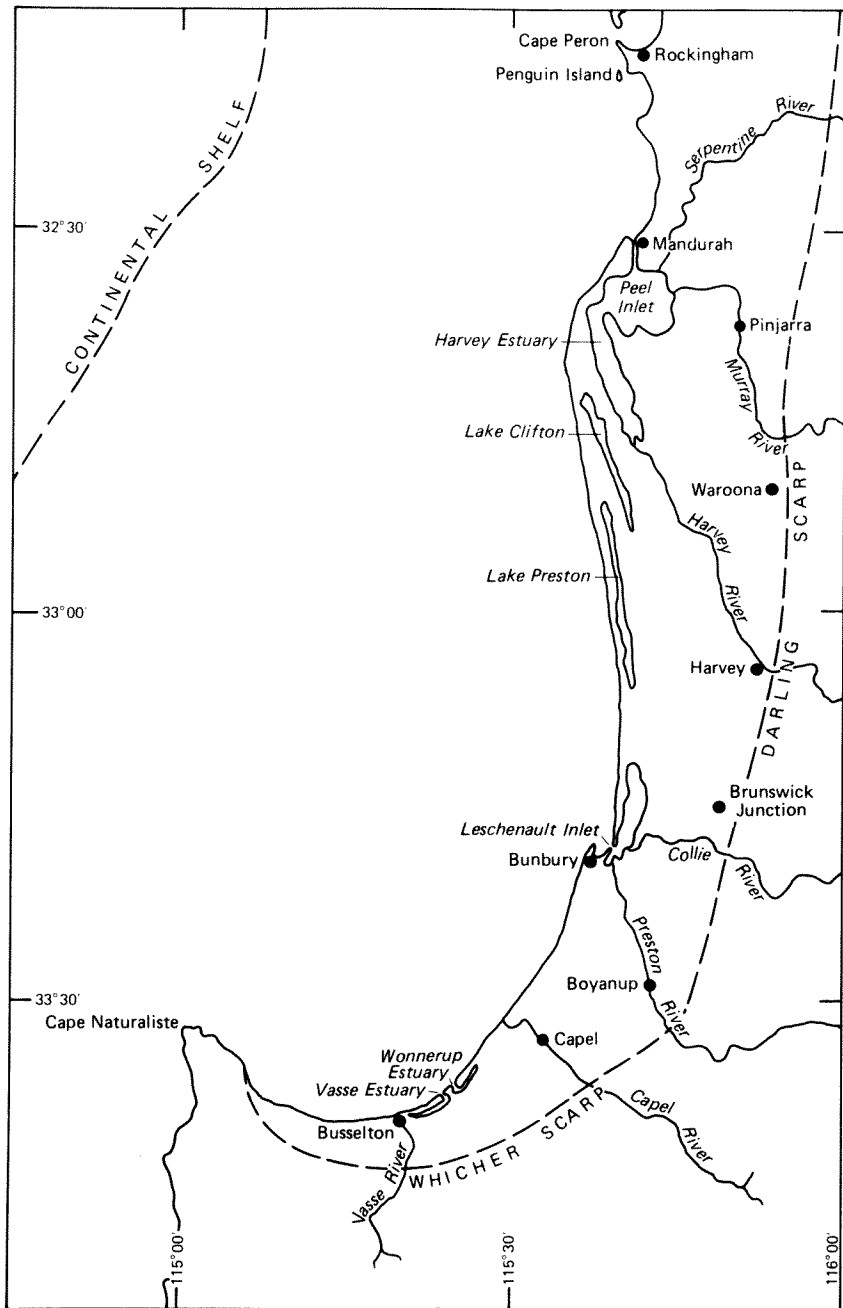 Cape Peron
Rockingham
Penguin Island
River
Serpentine
CONTINENTAL SHELF
32°30'
Mandurah
Peel
Inlet
Pinjarra
Harvey Estuary
Murray
River
Lake Clifton
Waroona
SCARP
Harvey
River
Lake Preston
33°00'
Harvey
DARLING
Brunswick
Junction
Leschenault Inlet
Bunbury
Collie
River
Preston
River
Boyanup
33°30'
Cape Naturaliste
Capel
Wonnerup
Estuary
Vasse Estuary
Busselton
WHICHER SCARP
Capel
River
Vasse River
115°00'
115°30'
116°00'